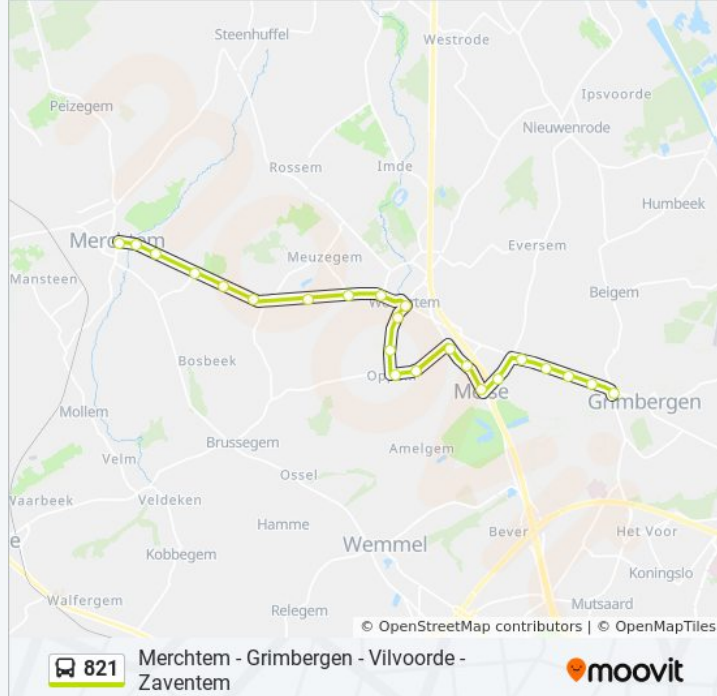 Steenhuffel
Westrode
Peizegem
Ipsvoorde
Nieuwenrode
Rossem
Imde
Humbeek
Merchtem
Eversem
Meuzegem
Mansteen
Beigem
Bosbeek
Meise
Grimbergen
Mollem
Brussegem
Amelgem
Velm
Ossel
Waarbeek
Veldeken
Hamme
Bever
Het Voor
Wemmel
Kobbegem
Koningslo
Walfergem
Relegem
Mutsaard
© OpenStreetMap contributors | © OpenMapTiles
821
Merchtem - Grimbergen - Vilvoorde -
Zaventem
moovit